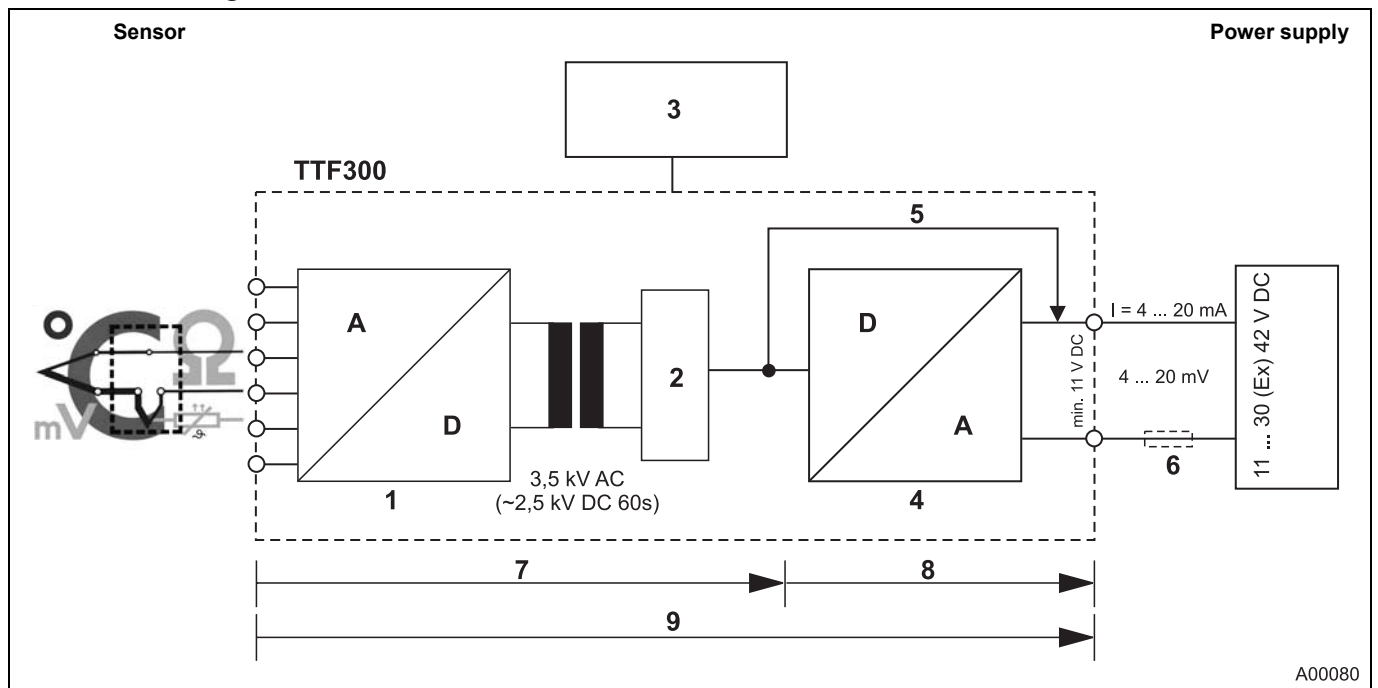 Sensor
Power supply
3
TTF300
5
A
D
1
3,5 kV AC
(~2,5 kV DC 60s)
2
D
A
4
min. 11 V DC
I = 4 ... 20 mA
4 ... 20 mV
6
11 ... 30 (Ex) 42 V DC
°C
Ω
mV
ϑ
7
8
9
A00080